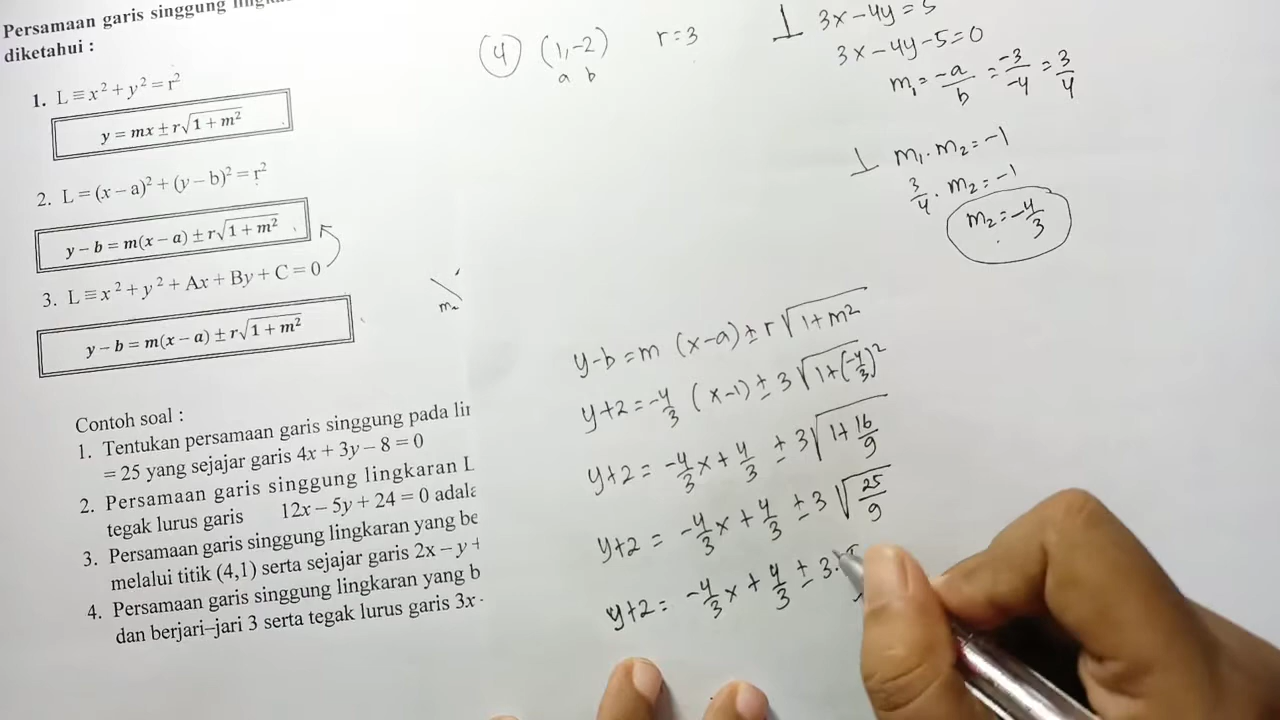 Persamaan garis singgung
diketahui :
1. L ≡ x² + y² = r²
y = mx ± r√1 + m²
2. L = (x – a)² + (y – b)² = r²
y – b = m(x – a) ± r√1 + m²
3. L ≡ x² + y² + Ax + By + C = 0
y – b = m(x – a) ± r√1 + m²
Contoh soal :
1. Tentukan persamaan garis singgung pada
= 25 yang sejajar garis 4x + 3y – 8 = 0
2. Persamaan garis singgung lingkaran L
tegak lurus garis 12x – 5y + 24 = 0
3. Persamaan garis singgung lingkaran yang
melalui titik (4,1) serta sejajar garis 2x – y +
4. Persamaan garis singgung lingkaran yang
dan berjari–jari 3 serta tegak lurus garis 3x -
4 (1,-2) r = 3
a b
⊥ 3x – 4y = 5
3x – 4y – 5 = 0
m₁ = -a/b = -3/-4 = 3/4
⊥ m₁ . m₂ = -1
3/4 . m₂ = -1
m₂ = -4/3
y-b = m (x-a) ± r√1+m²
y+2 = -4/3 (x-1) ± 3√1+(-4/3)²
y+2 = -4/3x + 4/3 ± 3√1+16/9
y+2 = -4/3x + 4/3 ± 3√25/9
y+2 = -4/3x + 4/3 ± 3.